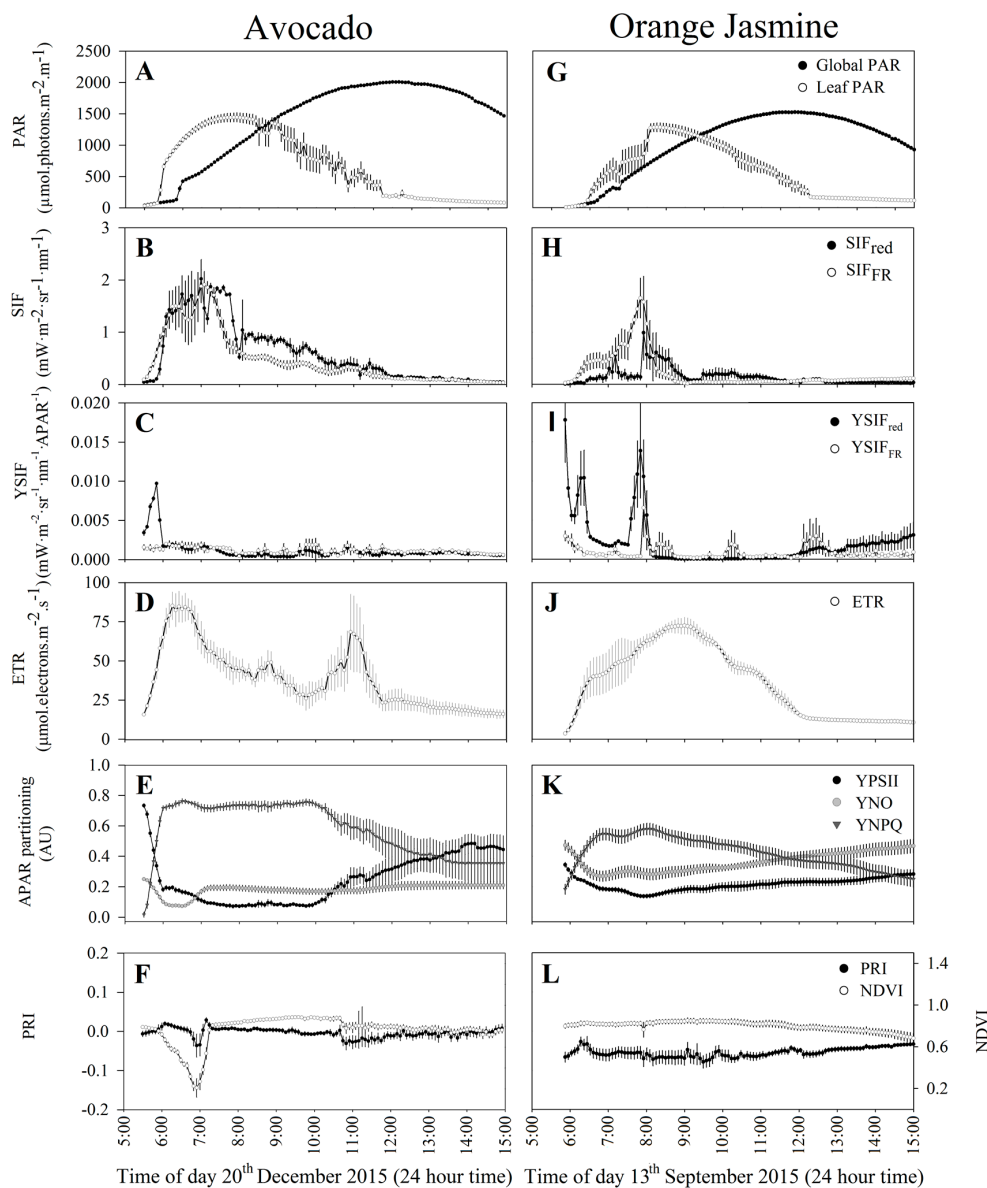 Avocado
Orange Jasmine
A
G
Global PAR
Leaf PAR
PAR
(μmol.photons.m-2.m-1)
2500
2000
1500
1000
500
0
B
H
SIFred
SIFFR
SIF
(mW·m-2·sr-1·nm-1)
3
2
1
0
C
I
YSIFred
YSIFFR
YSIF
(mW·m-2·sr-1·nm-1·APAR-1)
0.020
0.015
0.010
0.005
0.000
D
J
ETR
ETR
(μmol.electrons.m-2.s-1)
100
75
50
25
0
E
K
YPSII
YNO
YNPQ
APAR partitioning
(AU)
1.0
0.8
0.6
0.4
0.2
0.0
F
L
PRI
NDVI
PRI
0.2
0.1
0.0
-0.1
-0.2
NDVI
1.4
1.0
0.6
0.2
5:00 6:00 7:00 8:00 9:00 10:00 11:00 12:00 13:00 14:00 15:00
5:00 6:00 7:00 8:00 9:00 10:00 11:00 12:00 13:00 14:00 15:00
Time of day 20th December 2015 (24 hour time)
Time of day 13th September 2015 (24 hour time)